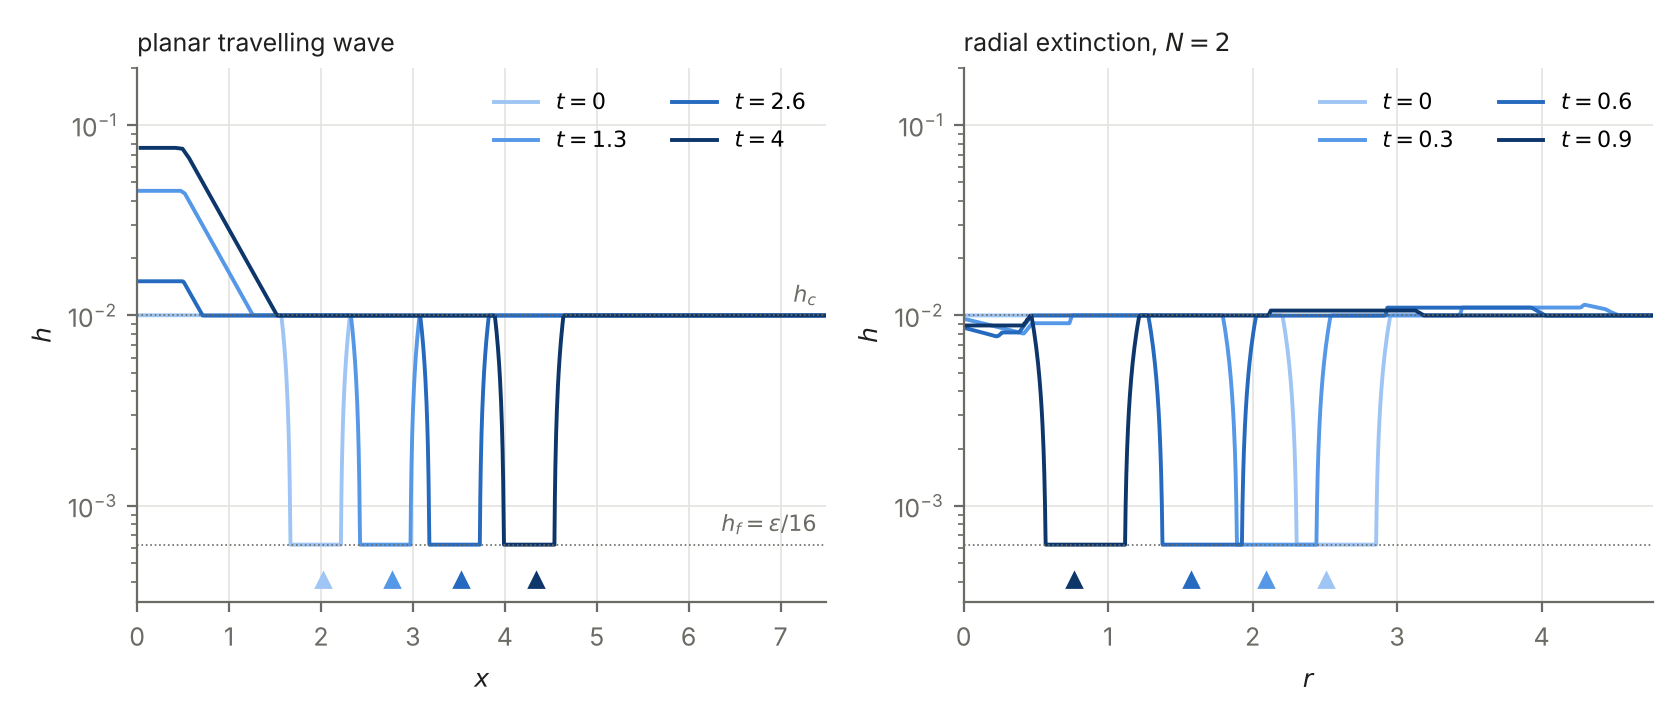 planar travelling wave
t = 0
t = 2.6
t = 1.3
t = 4
10⁻¹
10⁻²
10⁻³
h
h_c
h_f = ε/16
0 1 2 3 4 5 6 7
x
radial extinction, N = 2
t = 0
t = 0.6
t = 0.3
t = 0.9
10⁻¹
10⁻²
10⁻³
h
0 1 2 3 4
r